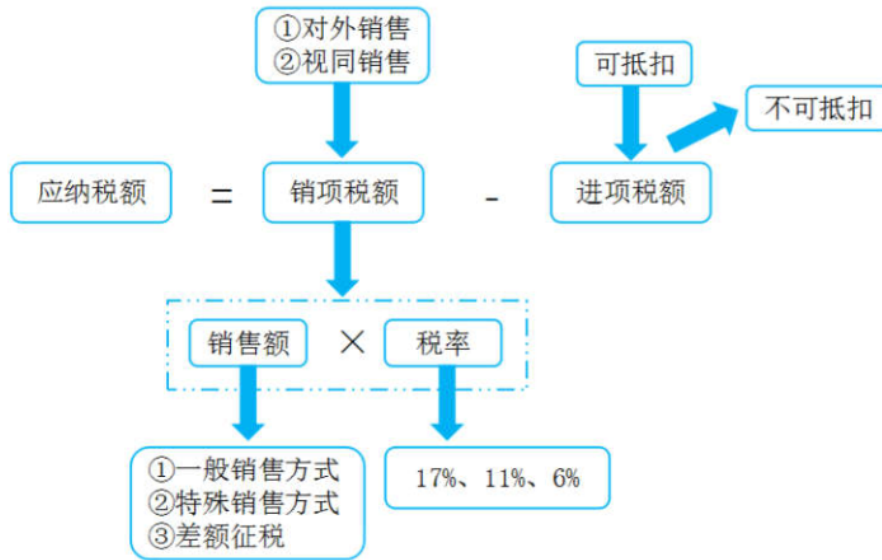 ①对外销售
②视同销售
可抵扣
不可抵扣
应纳税额 = 销项税额 - 进项税额
销售额 × 税率
①一般销售方式
②特殊销售方式
③差额征税
17%、11%、6%